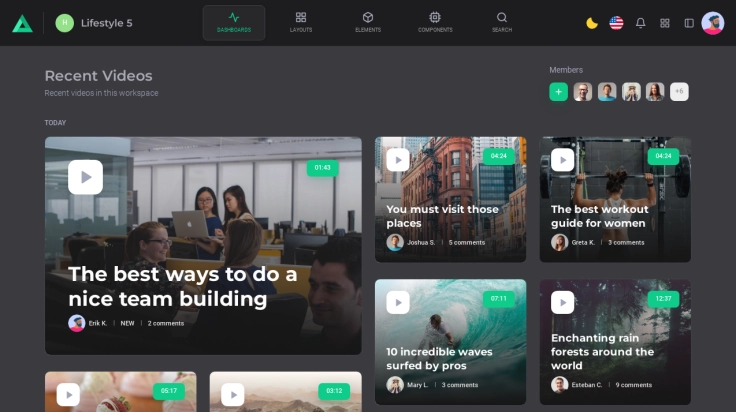 H Lifestyle 5
DASHBOARDS LAYOUTS ELEMENTS COMPONENTS SEARCH
Recent Videos
Recent videos in this workspace
Members
+6
TODAY
01:43
The best ways to do a
nice team building
Erik K. | NEW | 2 comments
04:24
You must visit those
places
Joshua S. | 5 comments
04:24
The best workout
guide for women
Greta K. | 3 comments
07:11
10 incredible waves
surfed by pros
Mary L. | 3 comments
12:37
Enchanting rain
forests around the
world
Esteban C. | 9 comments
05:17
03:12